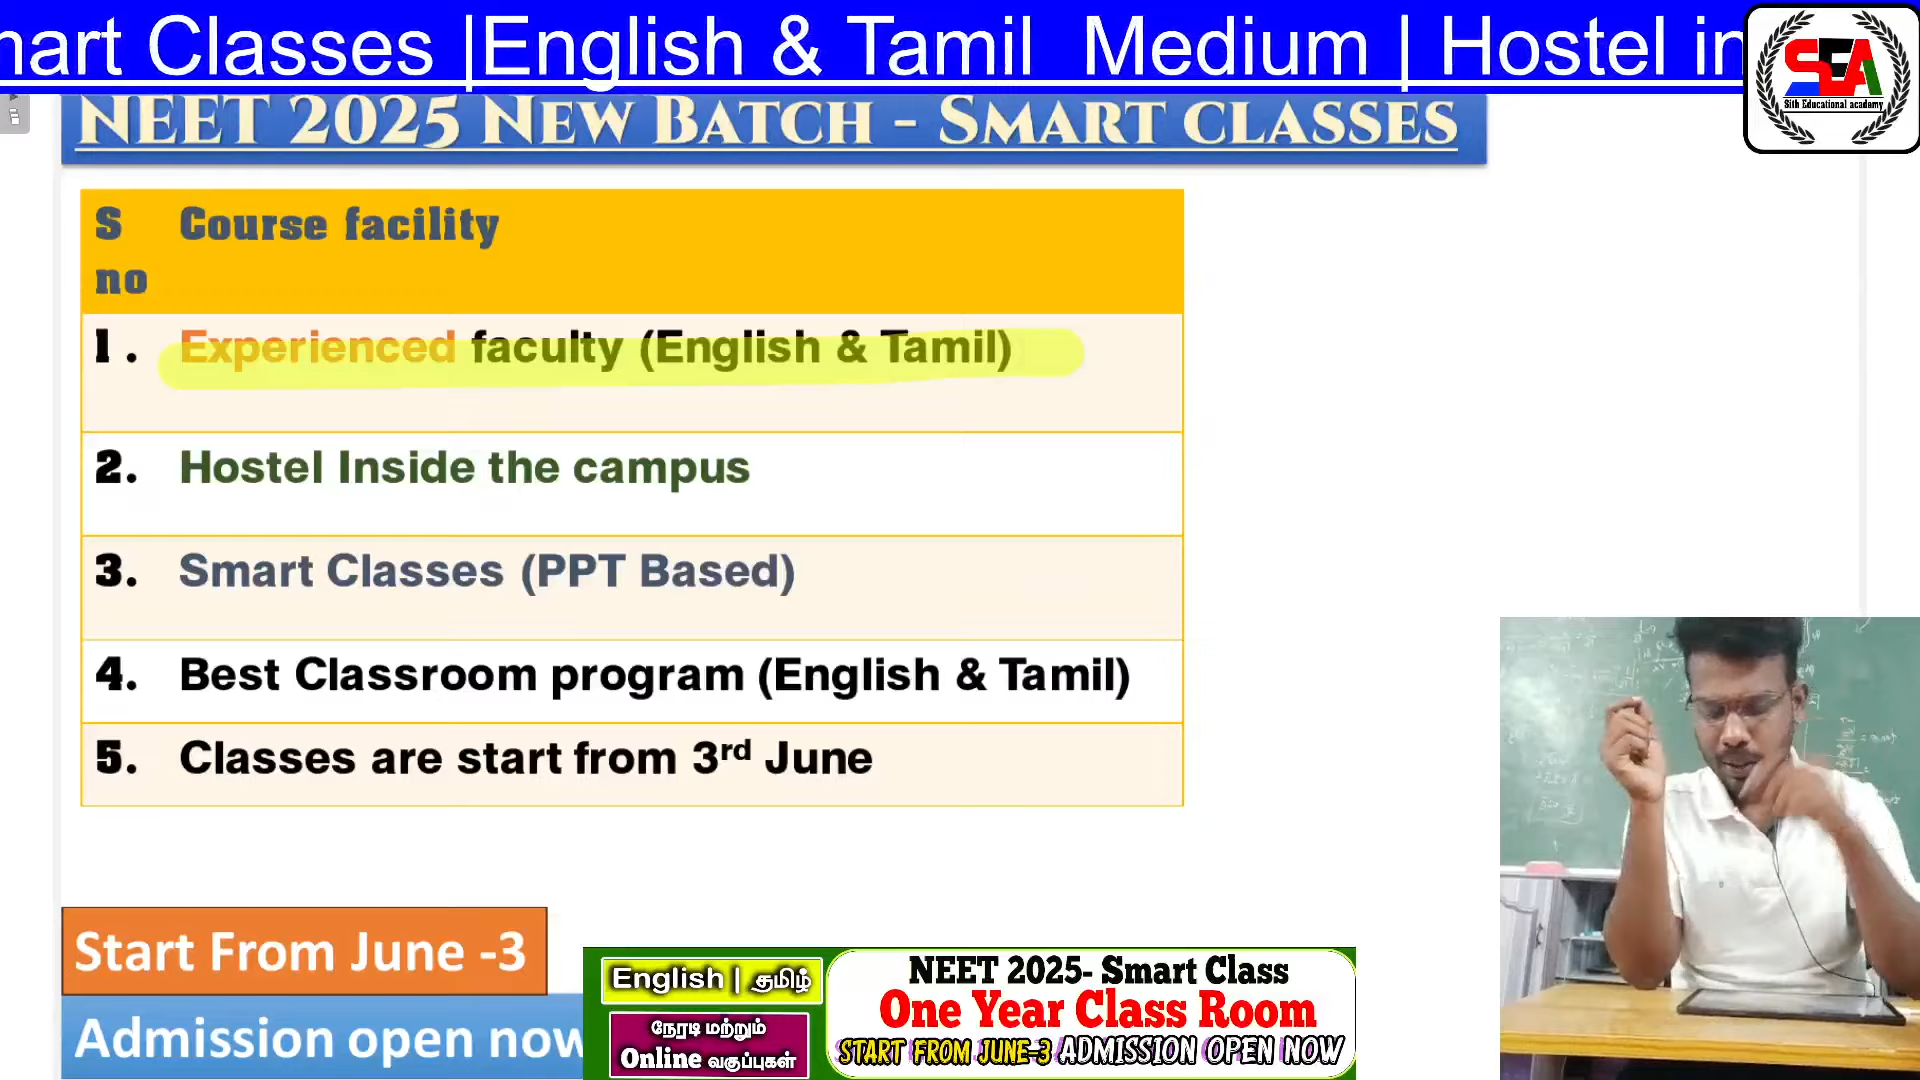 mart Classes |English & Tamil Medium | Hostel in
SEA
Sith Educational academy
NEET 2025 New Batch - Smart classes
S no Course facility
1. Experienced faculty (English & Tamil)
2. Hostel Inside the campus
3. Smart Classes (PPT Based)
4. Best Classroom program (English & Tamil)
5. Classes are start from 3rd June
Start From June -3
Admission open now
English | தமிழ்
நேரடி மற்றும்
Online வகுப்புகள்
NEET 2025- Smart Class
One Year Class Room
START FROM JUNE-3 ADMISSION OPEN NOW